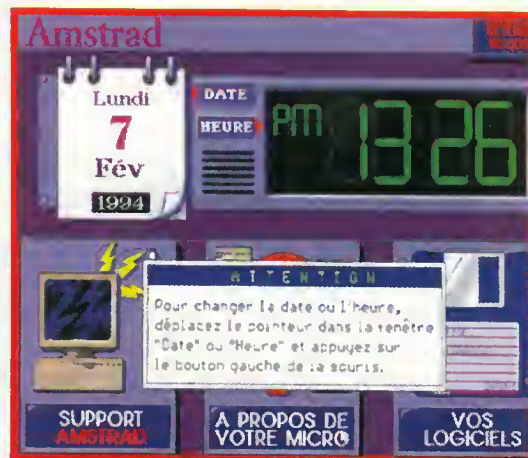 Amstrad
Lundi
7
Fév
1994
DATE
HEURE
PM 13 26
ATTENTION
Pour changer la date ou l'heure,
déplacez le pointeur dans la fenêtre
"Date" ou "Heure" et appuyez sur
le bouton gauche de la souris.
SUPPORT
AMSTRAD
A PROPOS DE
VOTRE MICRO
VOS
LOGICIELS